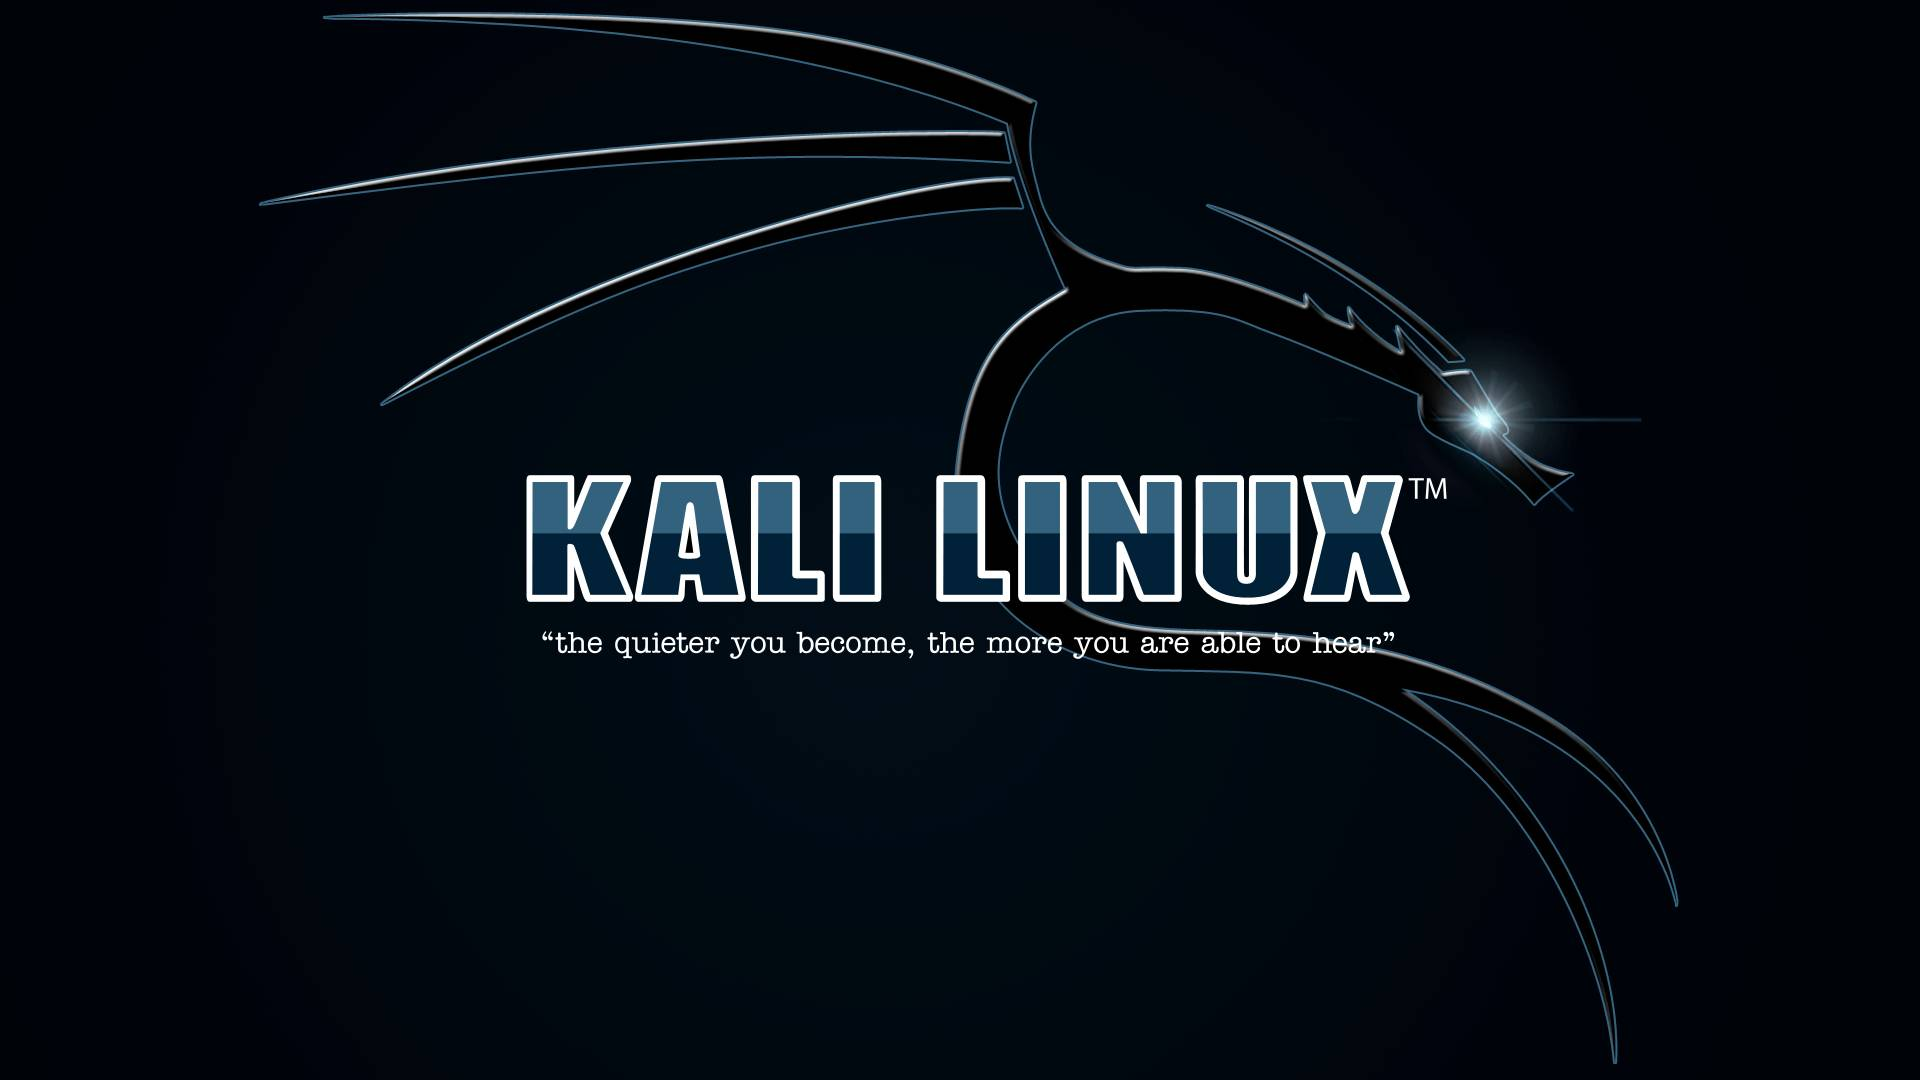 KALI LINUX™
“the quieter you become, the more you are able to hear”